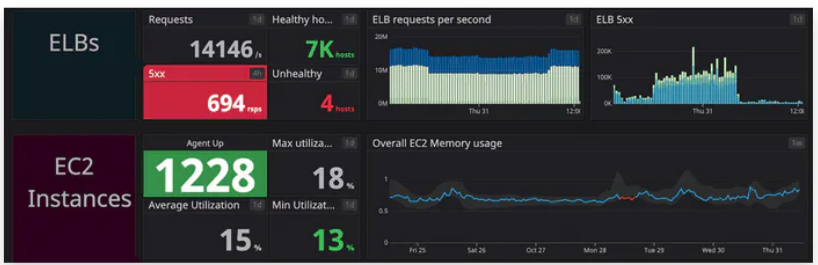 ELBs
Requests 1d
14146 /s
Healthy ho... 1d
7K hosts
5xx 4h
694 rsps
Unhealthy 1d
4 hosts
ELB requests per second 1d
20M
10M
0M
Thu 31 12:0
ELB 5xx 1d
200K
100K
0K
Thu 31 12:0
EC2
Instances
Agent Up
1228
Max utiliza... 1d
18 %
Average Utilization 1d
15 %
Min Utilizat... 1d
13 %
Overall EC2 Memory usage 1w
1
0.5
0
Fri 25 Sat 26 Oct 27 Mon 28 Tue 29 Wed 30 Thu 31